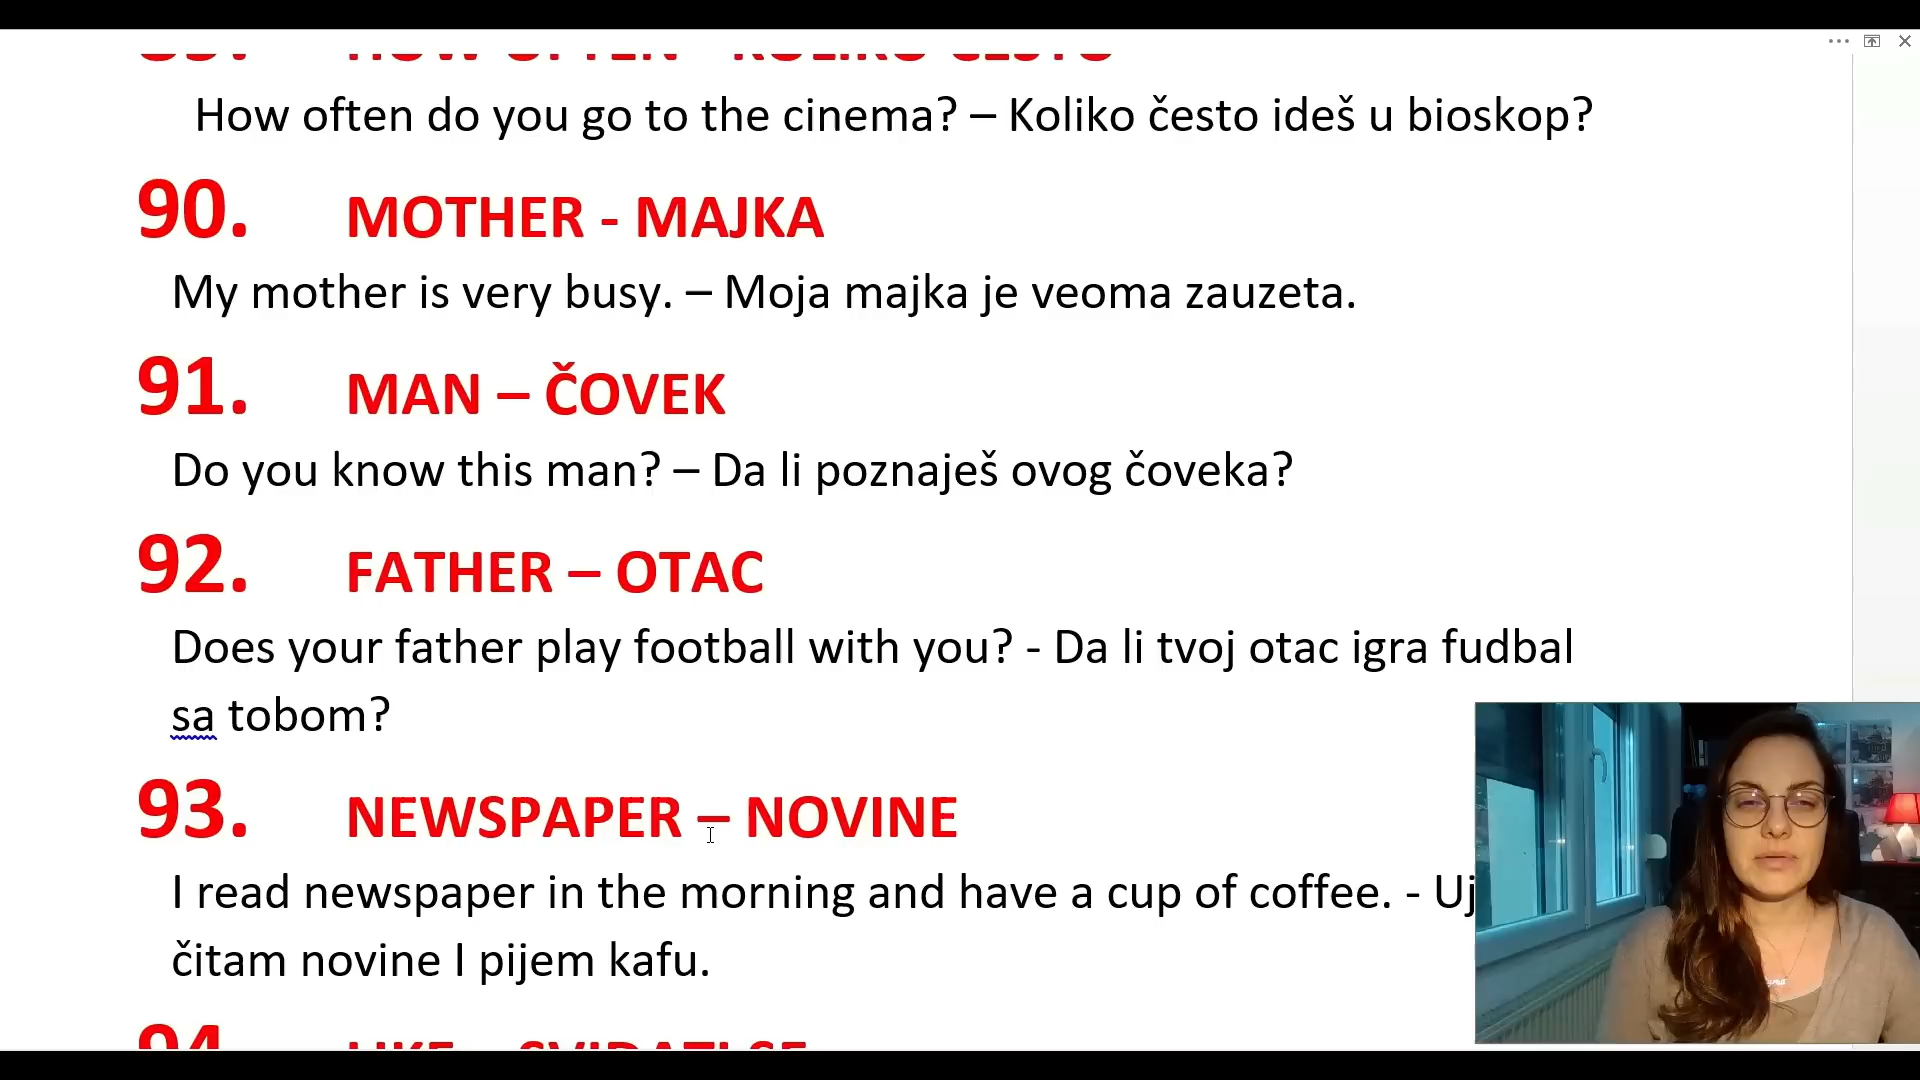 How often do you go to the cinema? – Koliko često ideš u bioskop?
90. MOTHER - MAJKA
My mother is very busy. – Moja majka je veoma zauzeta.
91. MAN – ČOVEK
Do you know this man? – Da li poznaješ ovog čoveka?
92. FATHER – OTAC
Does your father play football with you? - Da li tvoj otac igra fudbal
sa tobom?
93. NEWSPAPER – NOVINE
I read newspaper in the morning and have a cup of coffee. - Uj
čitam novine I pijem kafu.